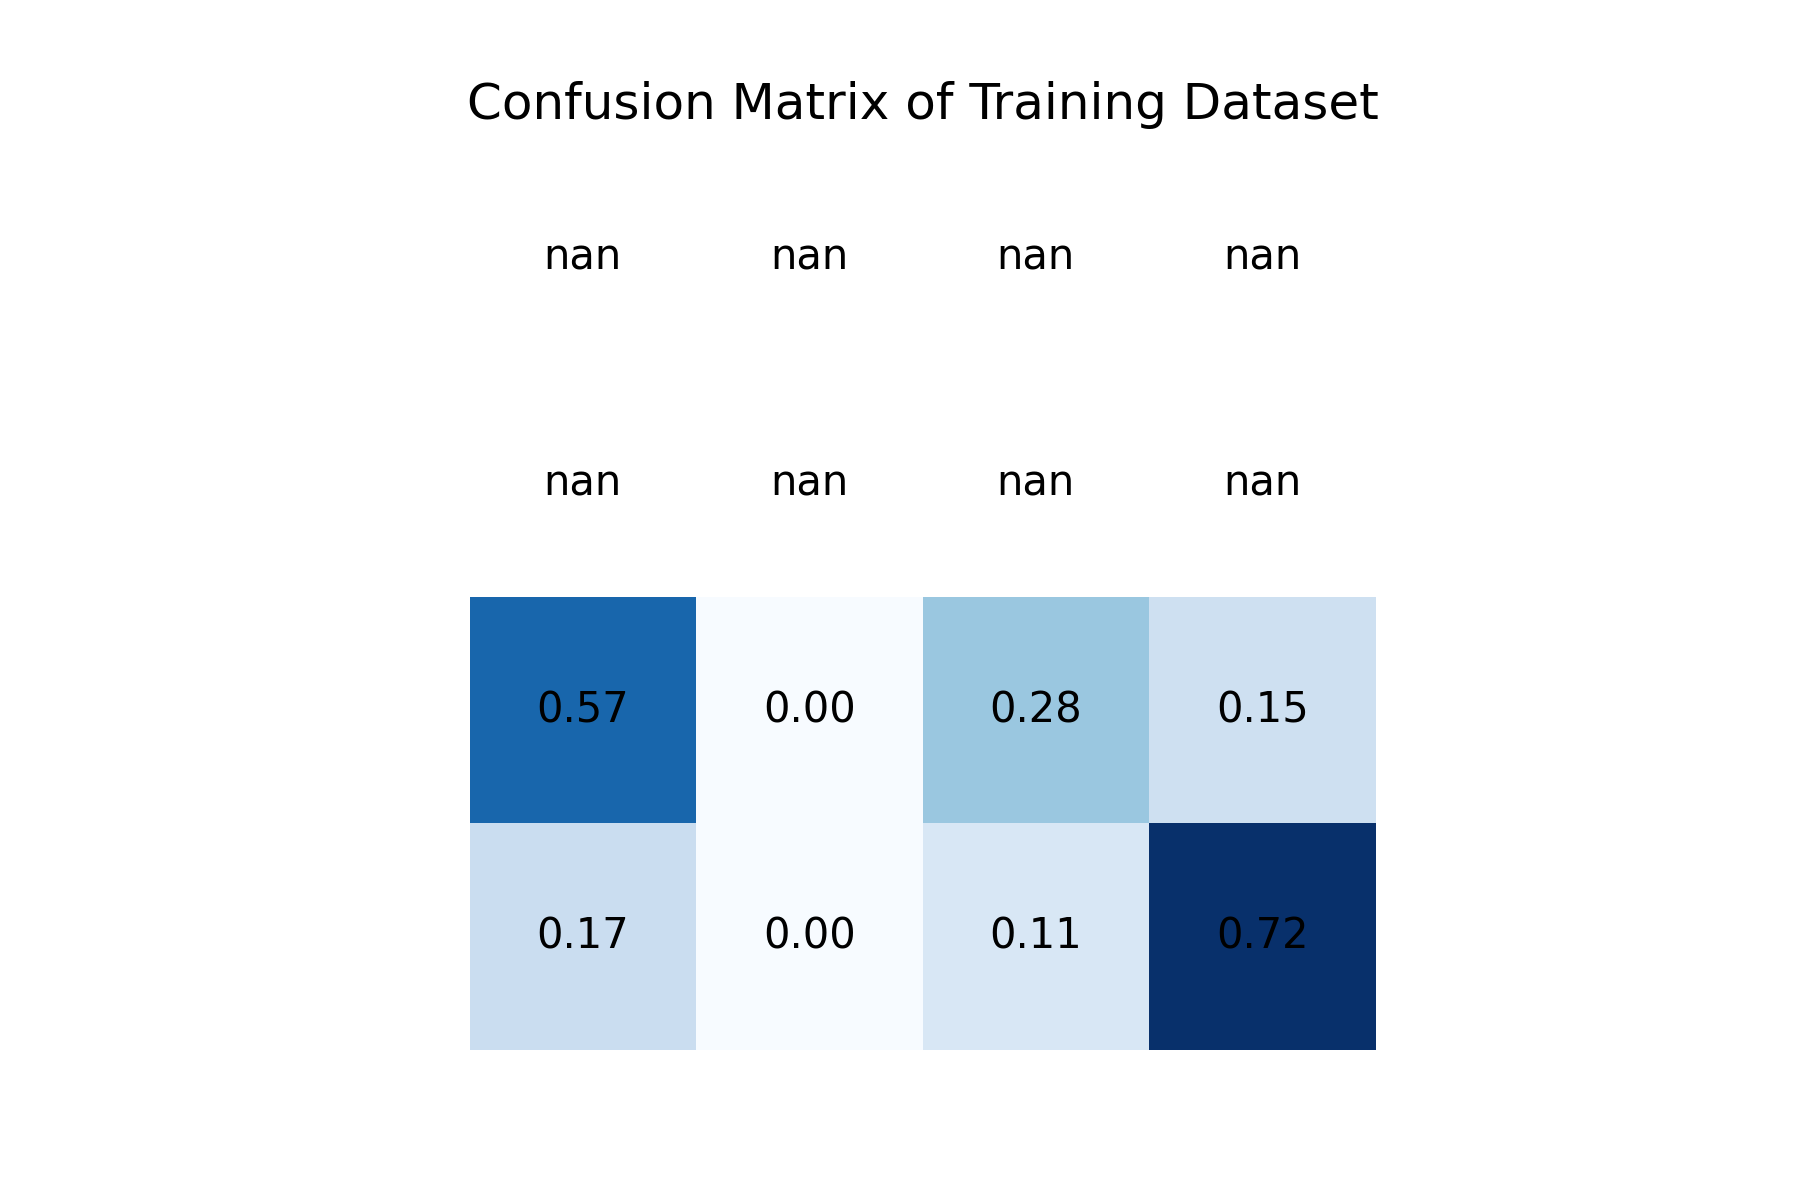 Confusion Matrix of Training Dataset
nan nan nan nan
nan nan nan nan
0.57 0.00 0.28 0.15
0.17 0.00 0.11 0.72